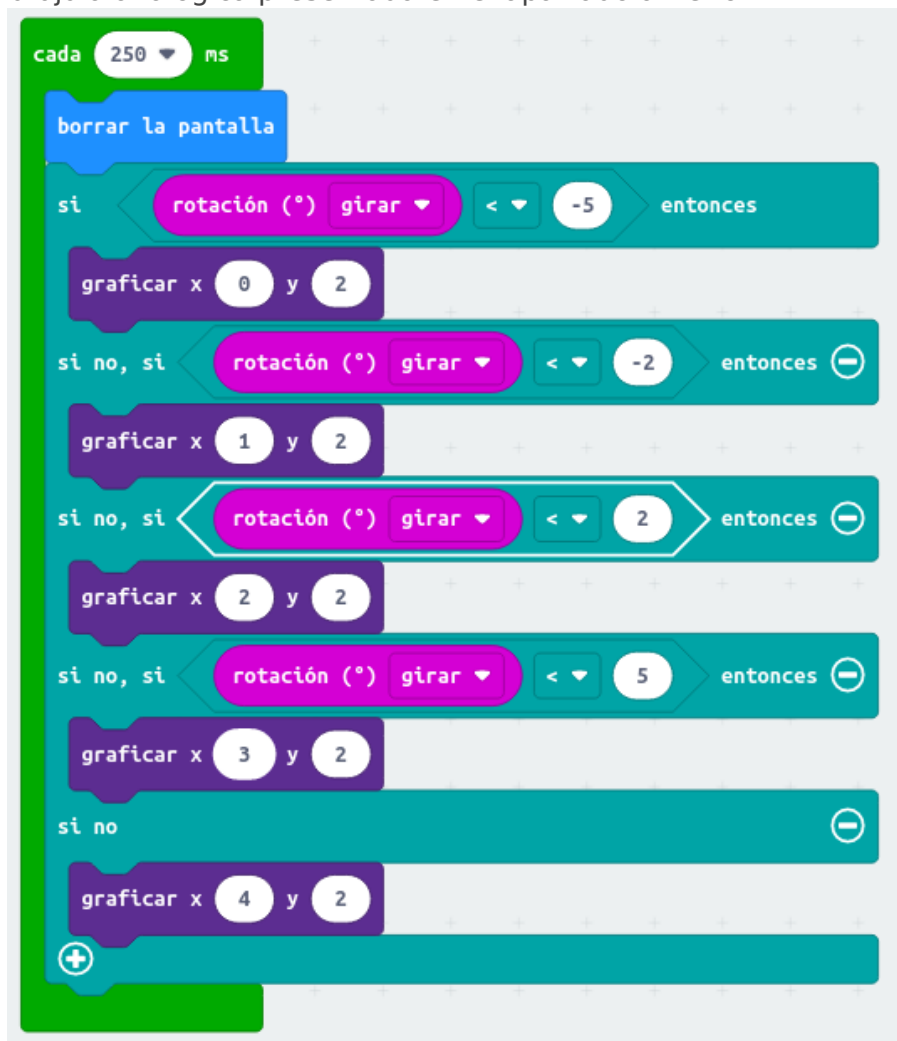 cada 250 ms
borrar la pantalla
si rotación (°) girar < -5 entonces
graficar x 0 y 2
si no, si rotación (°) girar < -2 entonces
graficar x 1 y 2
si no, si rotación (°) girar < 2 entonces
graficar x 2 y 2
si no, si rotación (°) girar < 5 entonces
graficar x 3 y 2
si no
graficar x 4 y 2